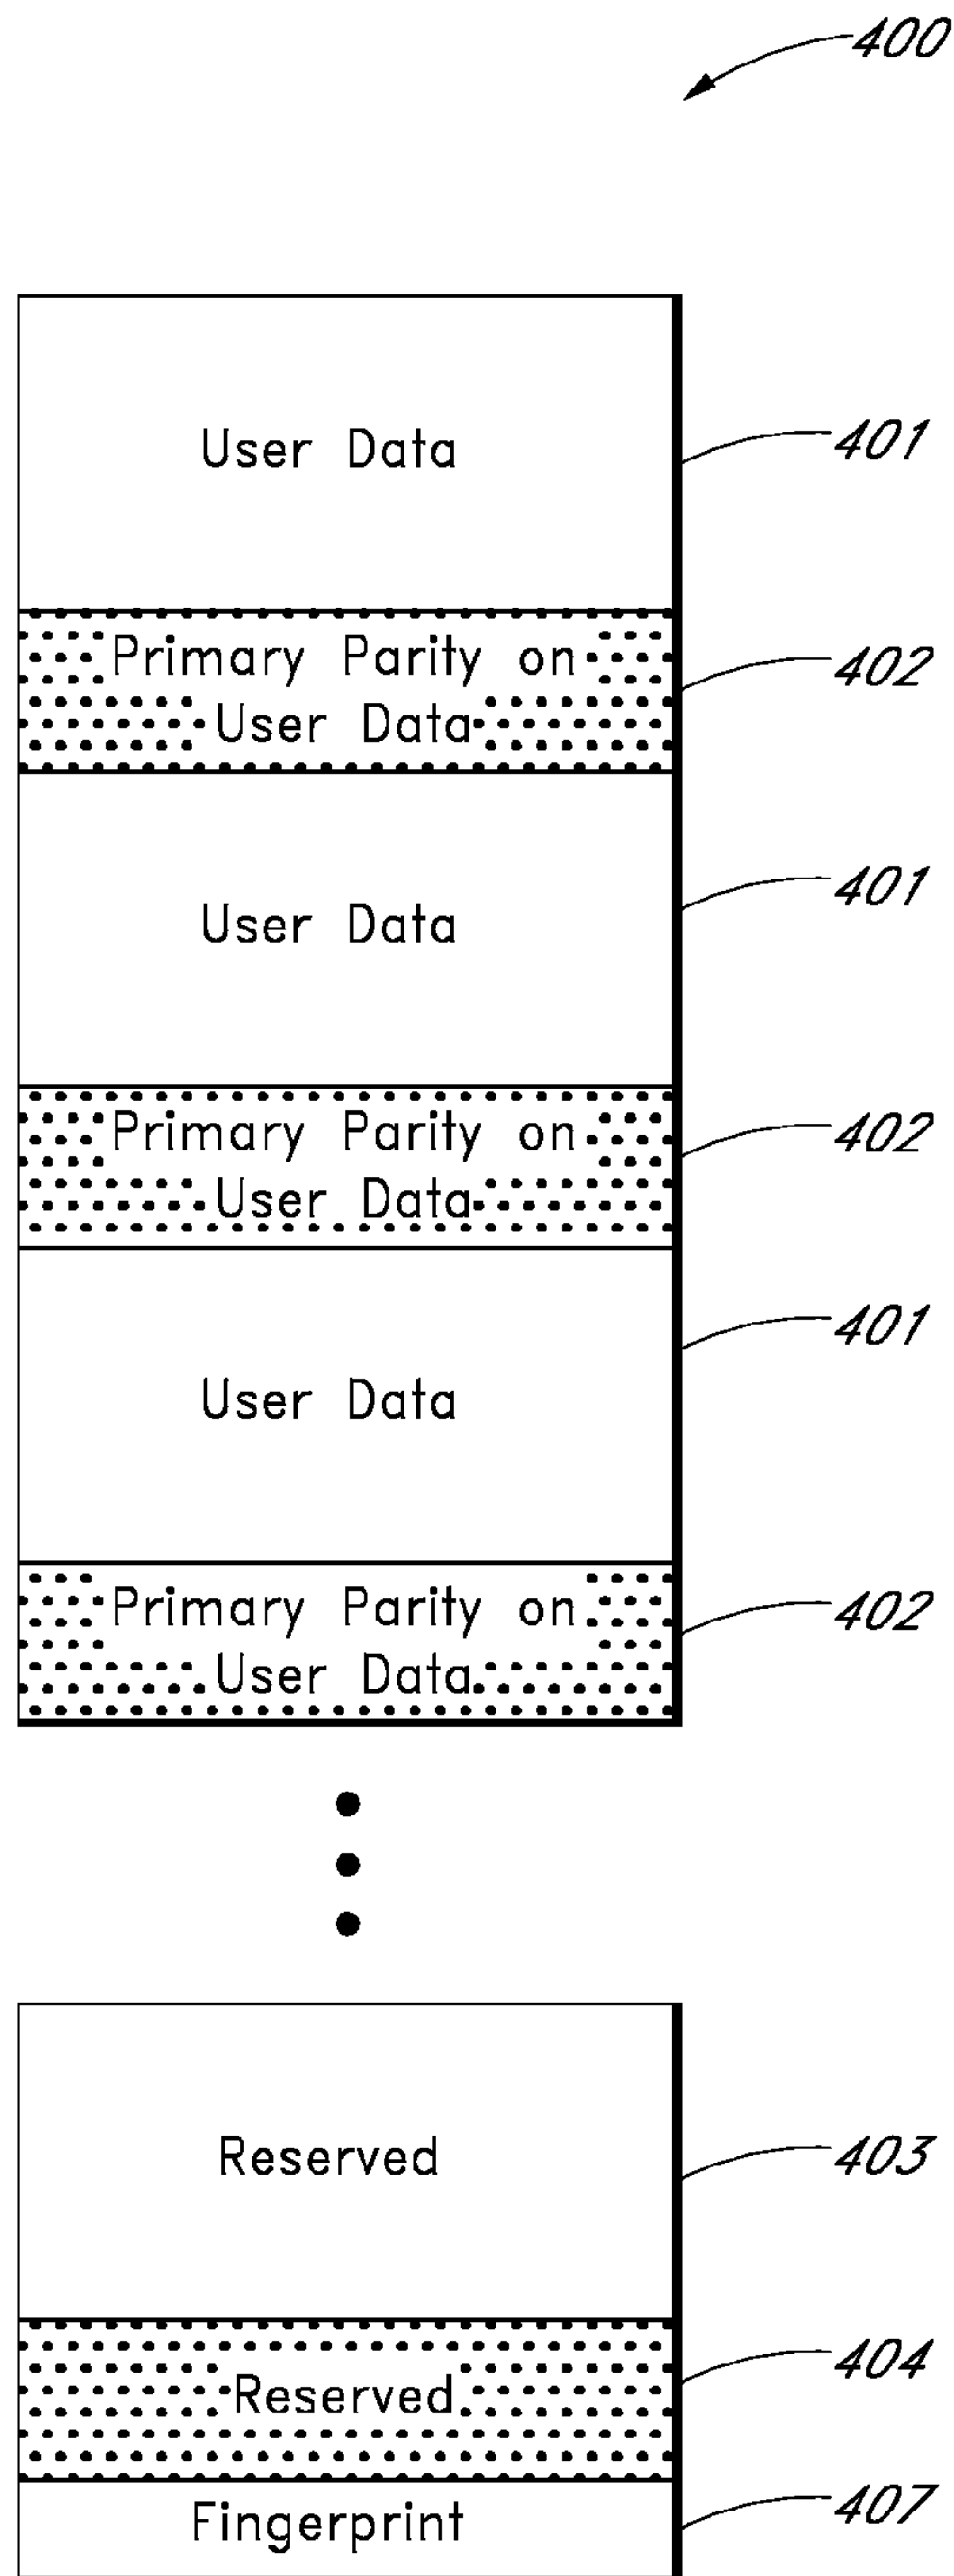 400
User Data
401
Primary Parity on
User Data
402
User Data
401
Primary Parity on
User Data
402
User Data
401
Primary Parity on
User Data
402
Reserved
403
Reserved
404
Fingerprint
407